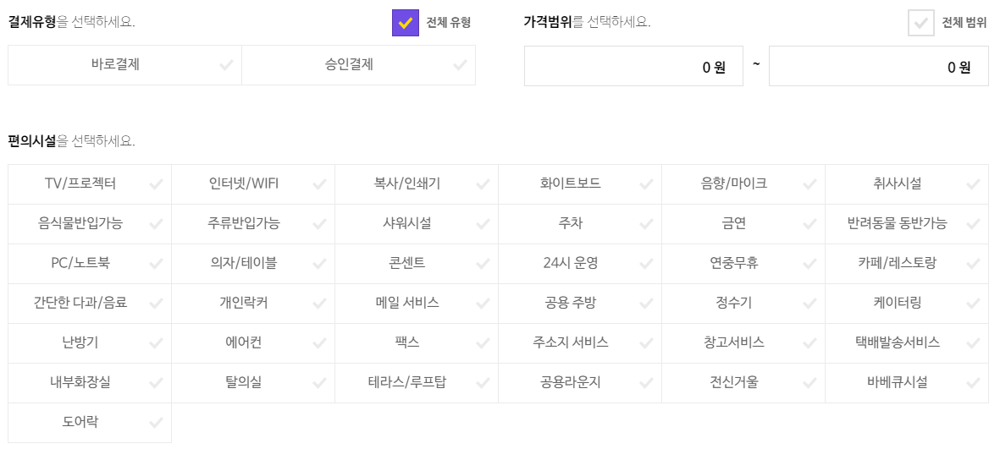 결제유형을 선택하세요. 전체 유형 가격범위를 선택하세요. 전체 범위
바로결제 승인결제 0 원 ~ 0 원
편의시설을 선택하세요.
TV/프로젝터 인터넷/WIFI 복사/인쇄기 화이트보드 음향/마이크 취사시설
음식물반입가능 주류반입가능 샤워시설 주차 금연 반려동물 동반가능
PC/노트북 의자/테이블 콘센트 24시 운영 연중무휴 카페/레스토랑
간단한 다과/음료 개인락커 메일 서비스 공용 주방 정수기 케이터링
난방기 에어컨 팩스 주소지 서비스 창고서비스 택배발송서비스
내부화장실 탈의실 테라스/루프탑 공용라운지 전신거울 바베큐시설
도어락